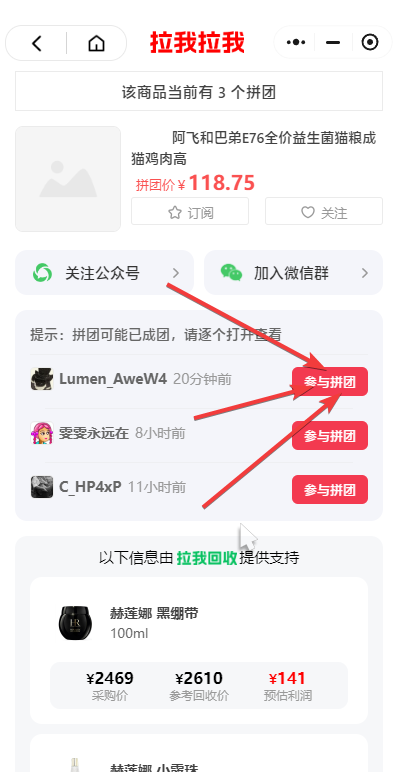 拉我拉我
该商品当前有 3 个拼团
阿飞和巴弟E76全价益生菌猫粮成
猫鸡肉高
拼团价￥118.75
订阅
关注
关注公众号
加入微信群
提示：拼团可能已成团，请逐个打开查看
Lumen_AweW4 20分钟前
参与拼团
雯雯永远在 8小时前
参与拼团
C_HP4xP 11小时前
参与拼团
以下信息由 拉我回收 提供支持
赫莲娜 黑绷带
100ml
¥2469 ¥2610 ¥141
采购价 参考回收价 预估利润
赫莲娜 小露珠